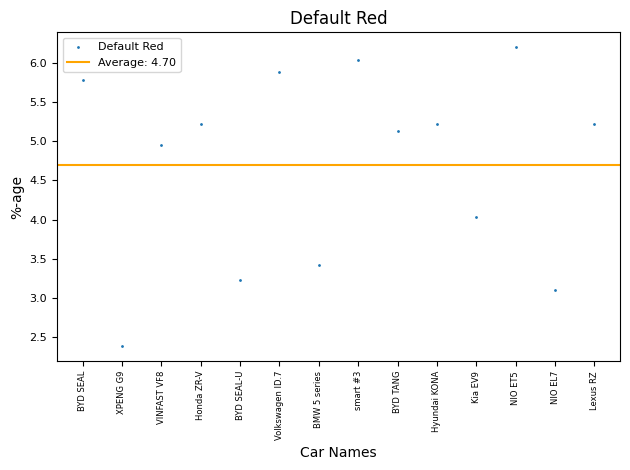 Default Red
Default Red
Average: 4.70
%-age
6.0
5.5
5.0
4.5
4.0
3.5
3.0
2.5
BYD SEAL
XPENG G9
VINFAST VF8
Honda ZR-V
BYD SEAL-U
Volkswagen ID.7
BMW 5 series
smart #3
BYD TANG
Hyundai KONA
Kia EV9
NIO ET5
NIO EL7
Lexus RZ
Car Names